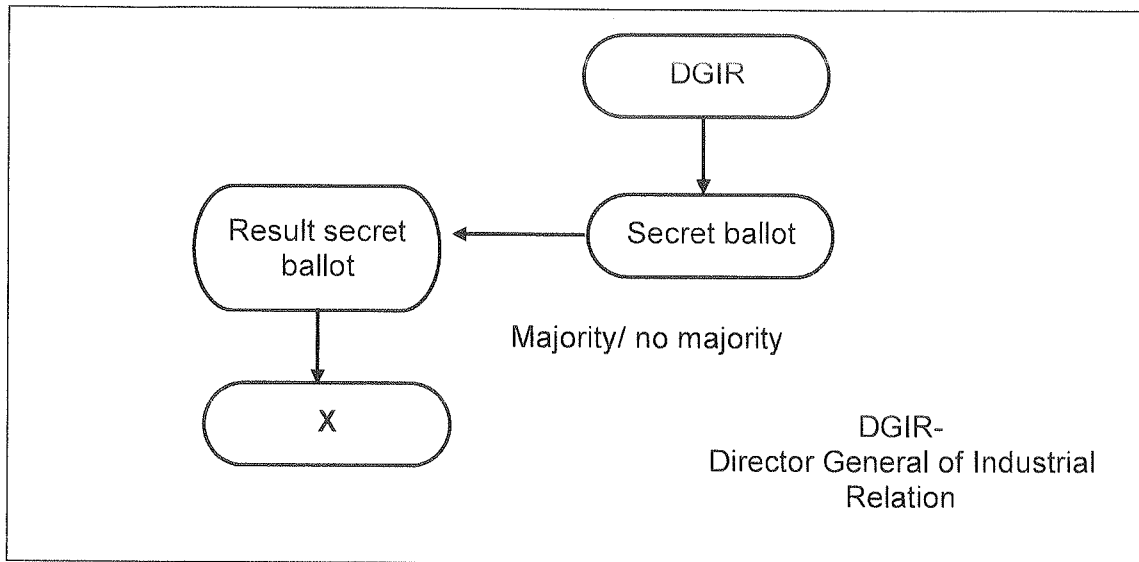 DGIR
Secret ballot
Result secret
ballot
Majority/ no majority
X
DGIR-
Director General of Industrial
Relation